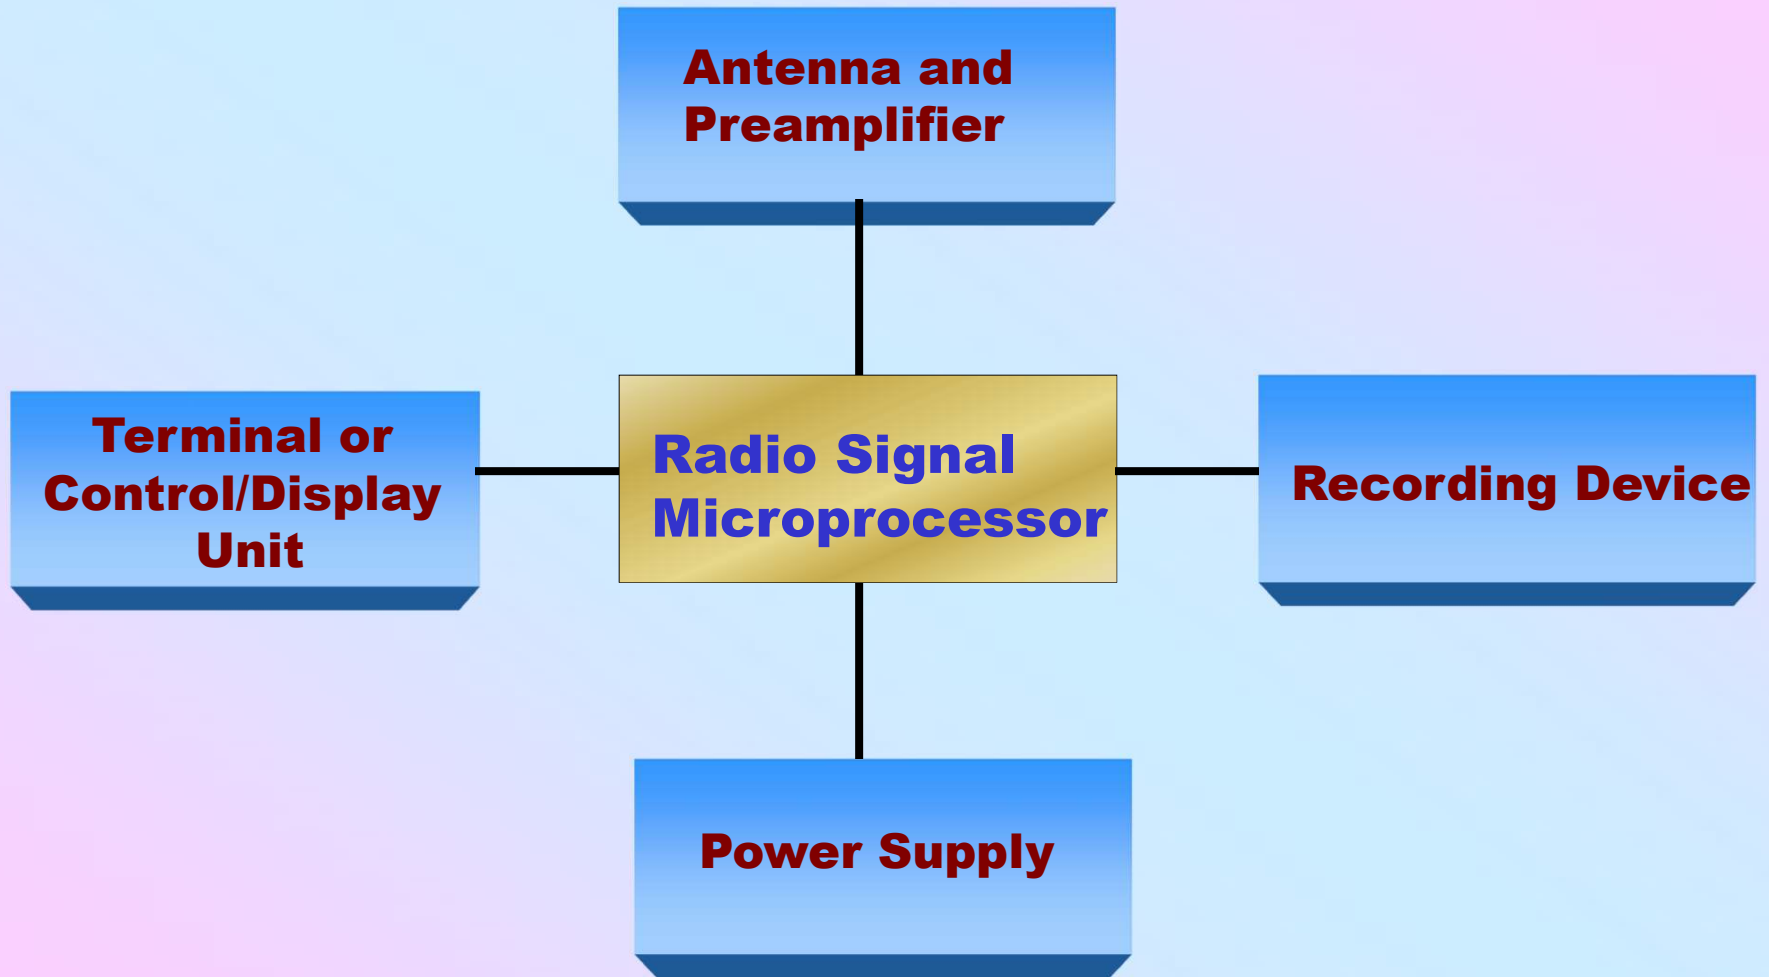 Antenna and
Preamplifier
Terminal or
Control/Display
Unit
Radio Signal
Microprocessor
Recording Device
Power Supply